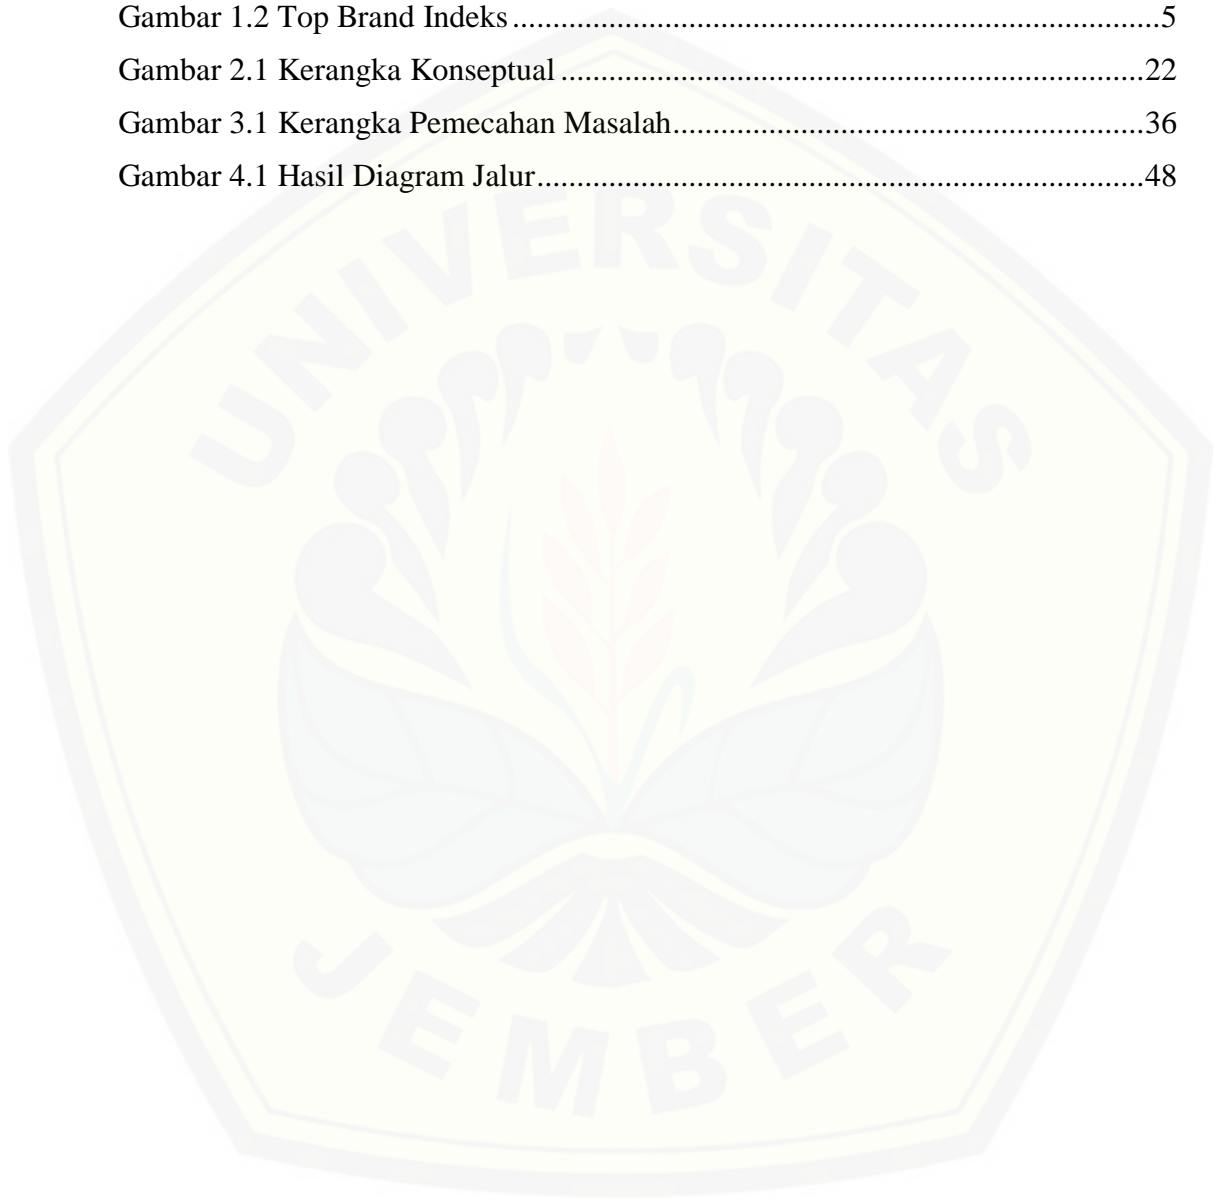 Gambar 1.2 Top Brand Indeks..................................................................................5
Gambar 2.1 Kerangka Konseptual..........................................................................22
Gambar 3.1 Kerangka Pemecahan Masalah............................................................36
Gambar 4.1 Hasil Diagram Jalur.............................................................................48
UNIVERSITAS
JEMBER